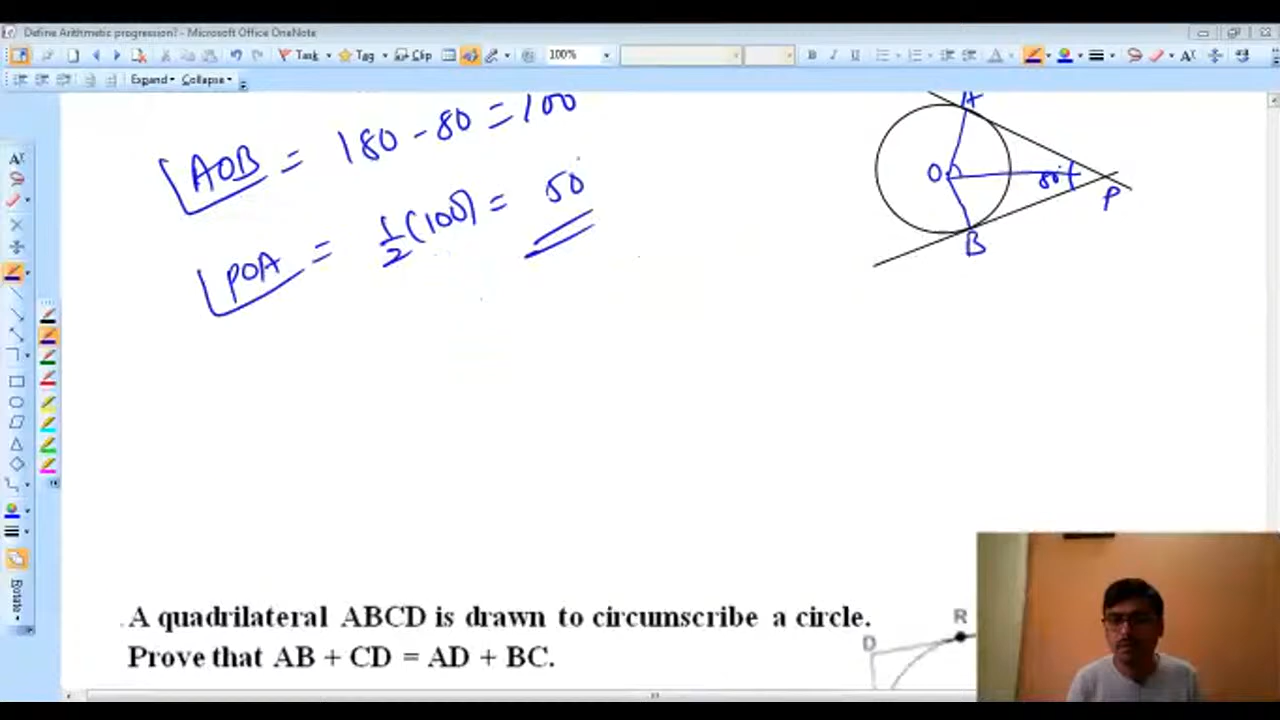 Define Arithmetic progression? - Microsoft Office OneNote
Task Tag Clip 100% B I U A
Expand Collapse
∠AOB = 180 - 80 = 100
∠POA = 1/2 (100) = 50
A
O
80°
P
B
A quadrilateral ABCD is drawn to circumscribe a circle.
Prove that AB + CD = AD + BC.
R
D
Rotate